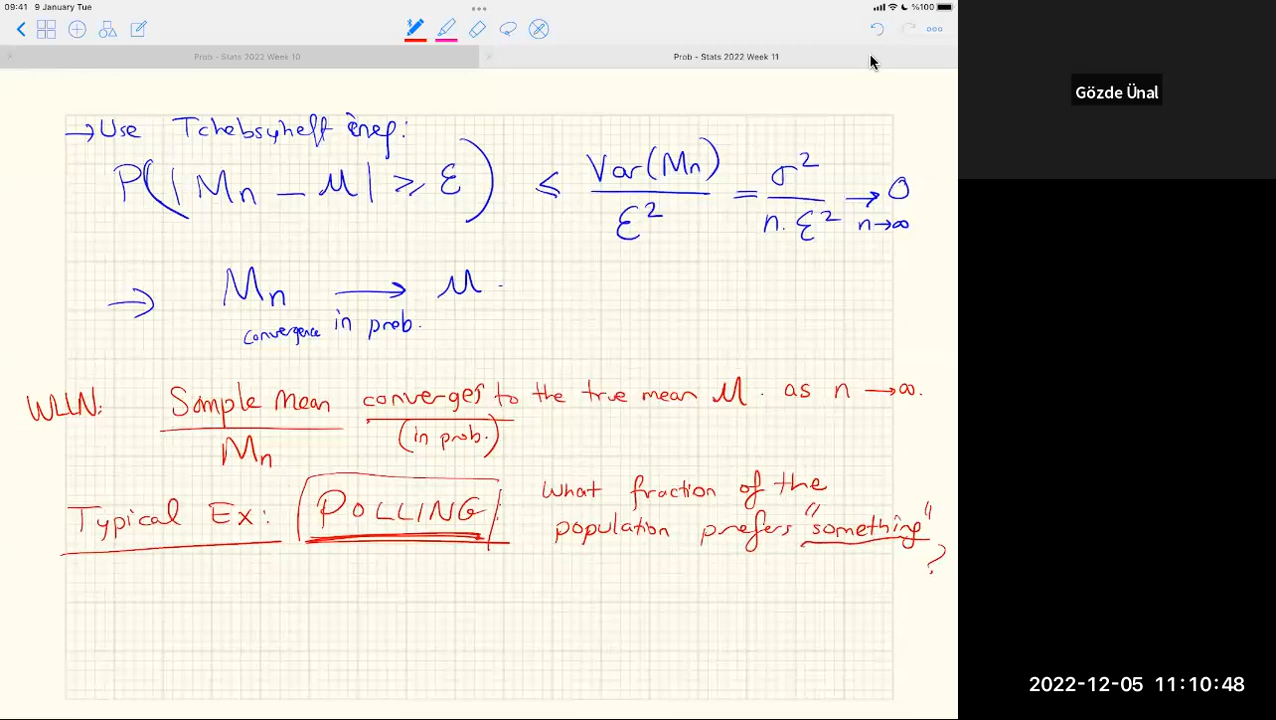 09:41 9 January Tue
%100
Prob - Stats 2022 Week 10
Prob - Stats 2022 Week 11
Gözde Ünal
→ Use Tchebsyheff ineq:
P(|Mn - μ| ≥ ε) ≤ Var(Mn)/ε² = σ²/n.ε² → 0 n→∞
⇒ Mn → μ.
convergence in prob.
WLLN: Sample Mean converges to the true mean μ. as n → ∞.
Mn (in prob.)
Typical Ex: POLLING: What fraction of the
population prefers "something"
?
2022-12-05 11:10:48